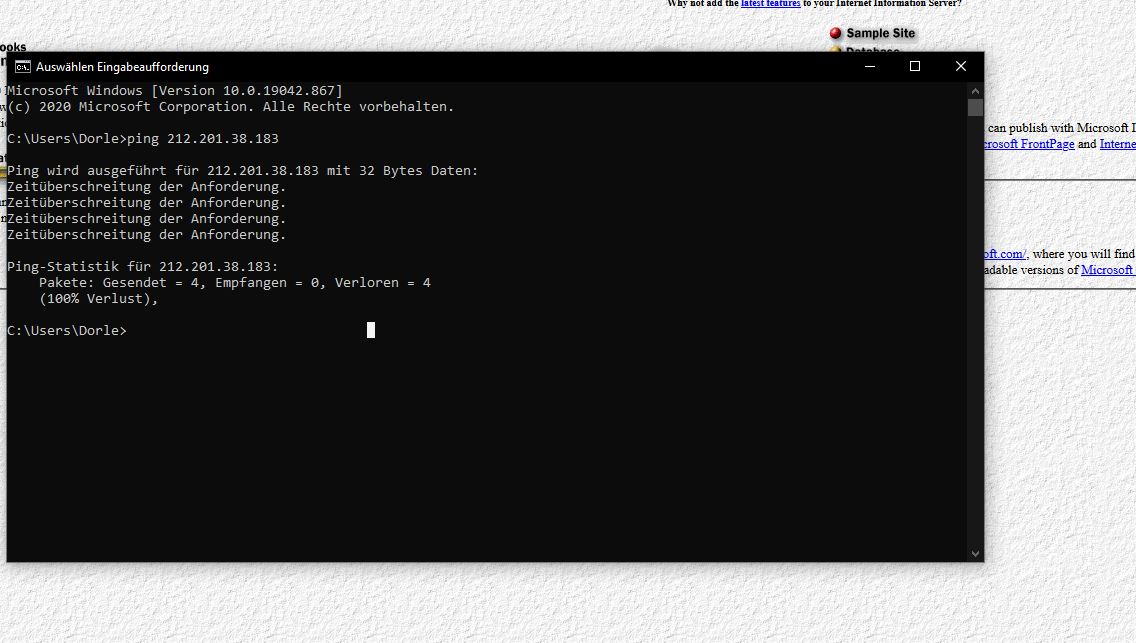 Why not add the latest features to your Internet Information Server?
Sample Site
Database
ooks
Auswählen Eingabeaufforderung
Microsoft Windows [Version 10.0.19042.867]
(c) 2020 Microsoft Corporation. Alle Rechte vorbehalten.
C:\Users\Dorle>ping 212.201.38.183
Ping wird ausgeführt für 212.201.38.183 mit 32 Bytes Daten:
Zeitüberschreitung der Anforderung.
Zeitüberschreitung der Anforderung.
Zeitüberschreitung der Anforderung.
Zeitüberschreitung der Anforderung.
Ping-Statistik für 212.201.38.183:
Pakete: Gesendet = 4, Empfangen = 0, Verloren = 4
(100% Verlust),
C:\Users\Dorle>
can publish with Microsoft
crosoft FrontPage and Interne
oft.com/, where you will find
adable versions of Microsoft